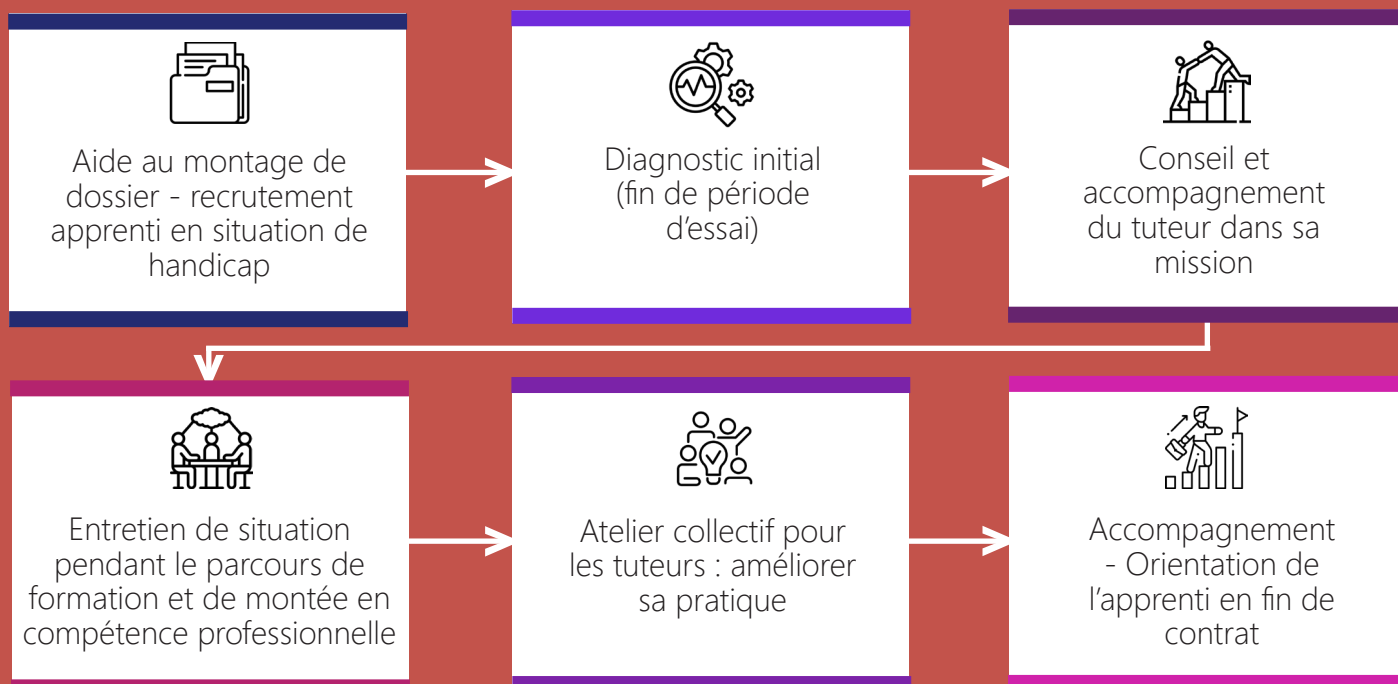 Aide au montage de
dossier - recrutement
apprenti en situation de
handicap
Diagnostic initial
(fin de période
d'essai)
Conseil et
accompagnement
du tuteur dans sa
mission
Entretien de situation
pendant le parcours de
formation et de montée en
compétence professionnelle
Atelier collectif pour
les tuteurs : améliorer
sa pratique
Accompagnement
- Orientation de
l'apprenti en fin de
contrat